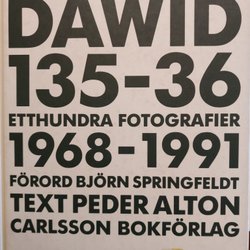 DAWID
135-36
ETTHUNDRA FOTOGRAFIER
1968-1991
FÖRORD BJÖRN SPRINGFELDT
TEXT PEDER ALTON
CARLSSON BOKFÖRLAG